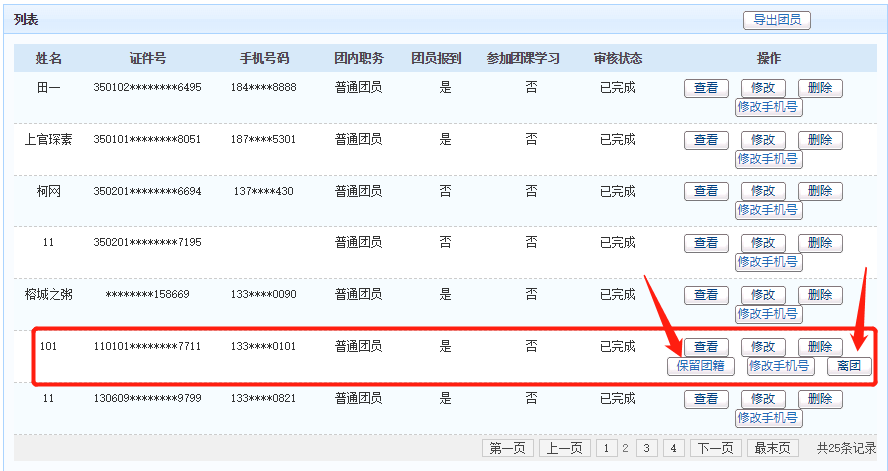 列表 导出团员
姓名 证件号 手机号码 团内职务 团员报到 参加团课学习 审核状态 操作
田一 350102********6495 184****8888 普通团员 是 否 已完成 查看 修改 删除
修改手机号
上官琛素 350101********8051 187****5301 普通团员 是 否 已完成 查看 修改 删除
修改手机号
柯网 350201********6694 137****430 普通团员 否 否 已完成 查看 修改 删除
修改手机号
11 350201********7195 普通团员 否 否 已完成 查看 修改 删除
修改手机号
榕城之粥 ********158669 133****0090 普通团员 是 否 已完成 查看 修改 删除
修改手机号
101 110101********7711 133****0101 普通团员 是 否 已完成 查看 修改 删除
保留团籍 修改手机号 离团
11 130609********9799 133****0821 普通团员 是 否 已完成 查看 修改 删除
修改手机号
第一页 上一页 1 2 3 4 下一页 最末页 共25条记录